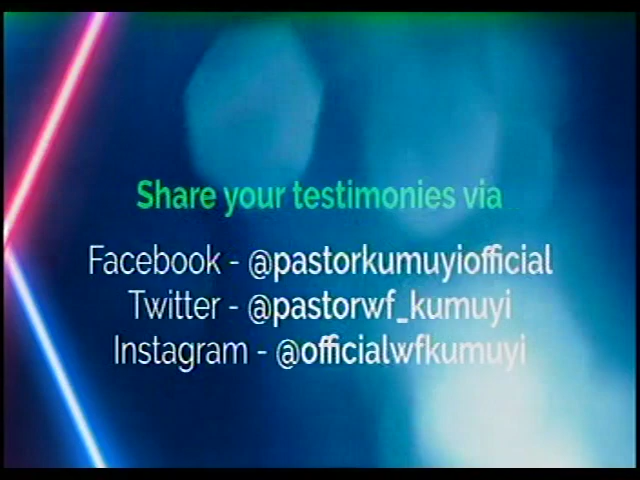 Share your testimonies via
Facebook - @pastorkumuyiofficial
Twitter - @pastorwf_kumuyi
Instagram - @officialwfkumuyi